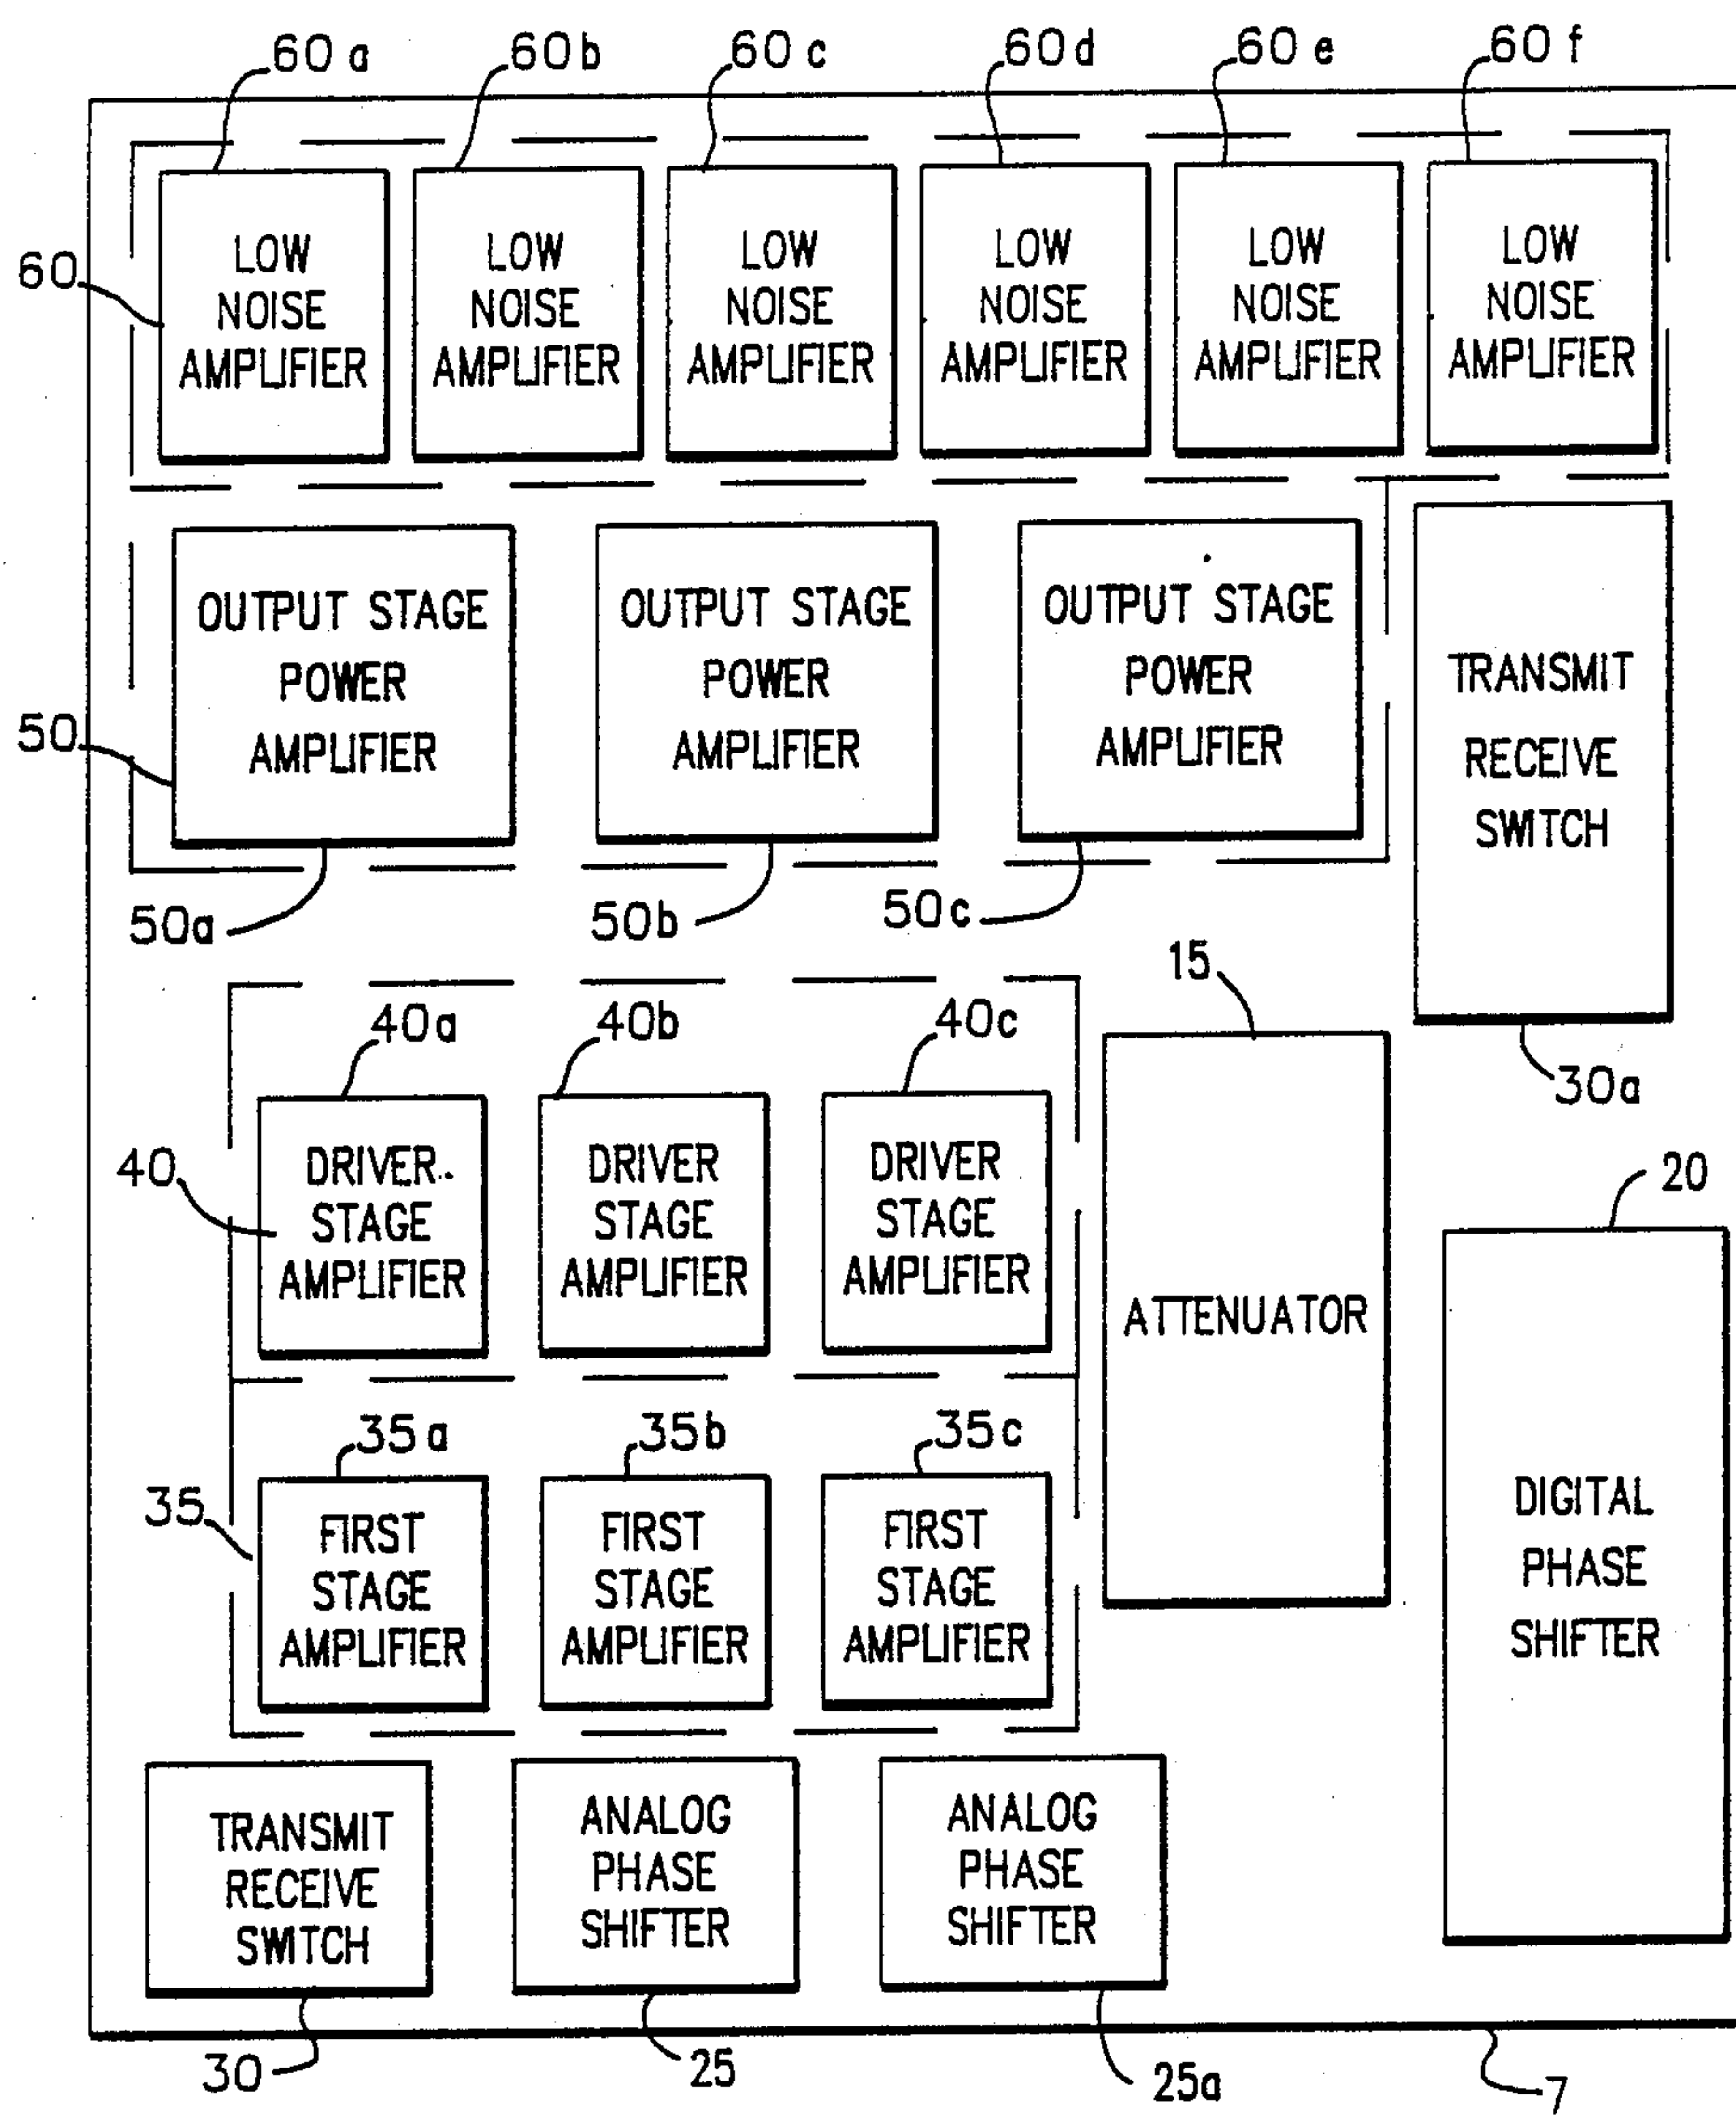 60a 60b 60c 60d 60e 60f
LOW
NOISE
AMPLIFIER
LOW
NOISE
AMPLIFIER
LOW
NOISE
AMPLIFIER
LOW
NOISE
AMPLIFIER
LOW
NOISE
AMPLIFIER
LOW
NOISE
AMPLIFIER
60
OUTPUT STAGE
POWER
AMPLIFIER
OUTPUT STAGE
POWER
AMPLIFIER
OUTPUT STAGE
POWER
AMPLIFIER
TRANSMIT
RECEIVE
SWITCH
50
50a 50b 50c
15
30a
40a 40b 40c
40
DRIVER
STAGE
AMPLIFIER
DRIVER
STAGE
AMPLIFIER
DRIVER
STAGE
AMPLIFIER
ATTENUATOR
20
35a 35b 35c
35
FIRST
STAGE
AMPLIFIER
FIRST
STAGE
AMPLIFIER
FIRST
STAGE
AMPLIFIER
DIGITAL
PHASE
SHIFTER
TRANSMIT
RECEIVE
SWITCH
ANALOG
PHASE
SHIFTER
ANALOG
PHASE
SHIFTER
30 25 25a 7